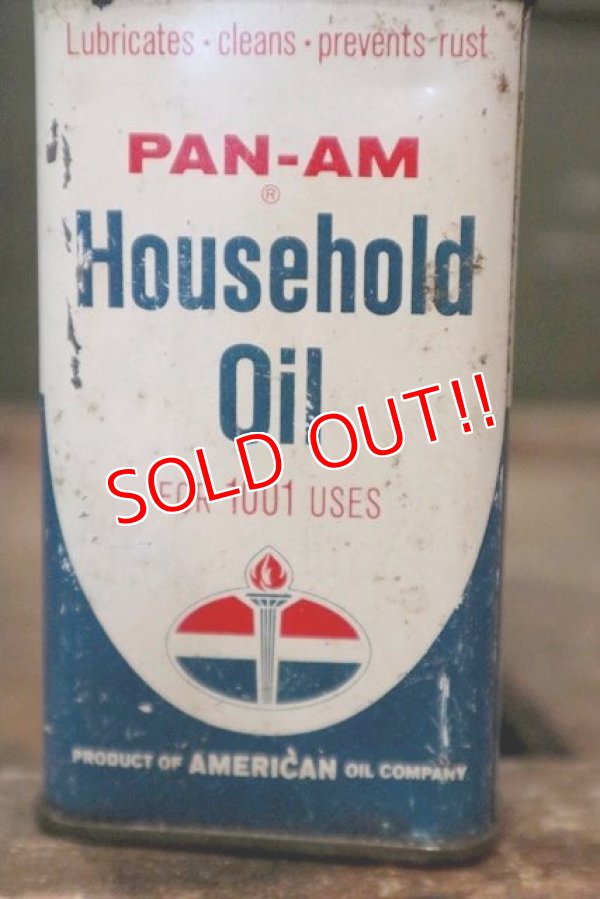 Lubricates · cleans · prevents rust
PAN-AM
®
Household
Oil
SOLD OUT!!
FOR 1001 USES
PRODUCT OF AMERICAN OIL COMPANY